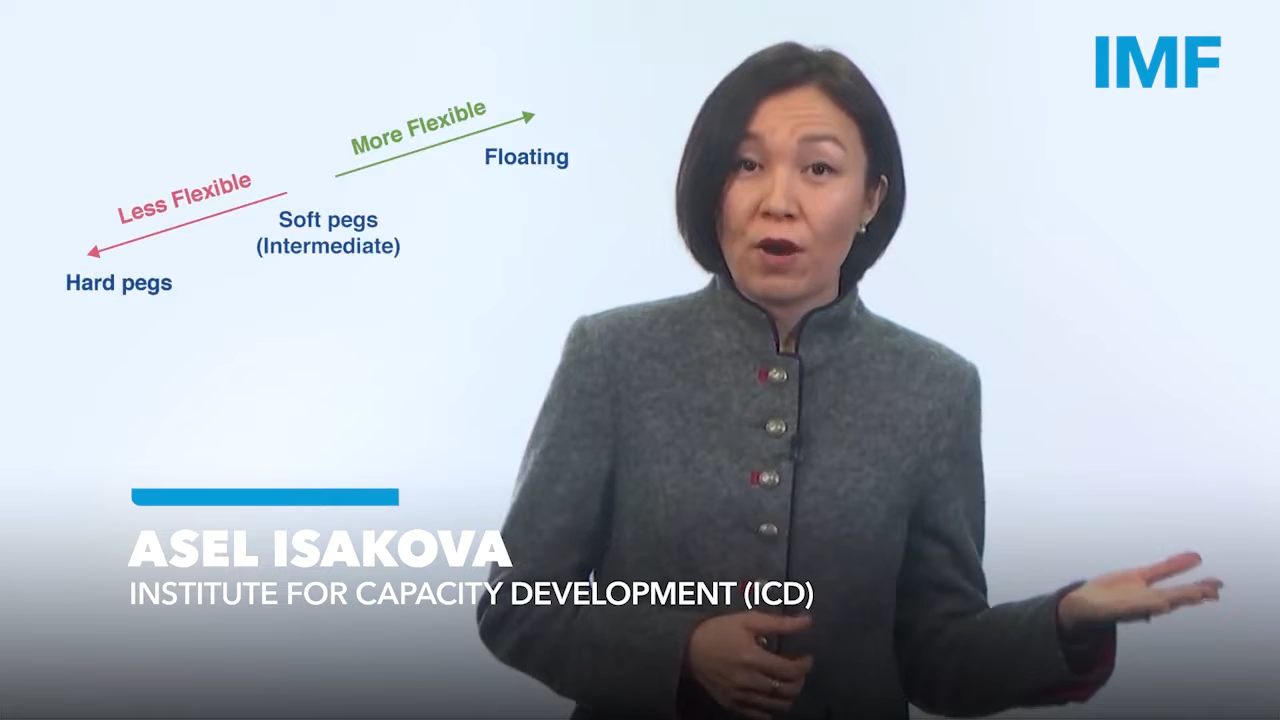 IMF
More Flexible
Floating
Less Flexible
Soft pegs
(Intermediate)
Hard pegs
ASEL ISAKOVA
INSTITUTE FOR CAPACITY DEVELOPMENT (ICD)